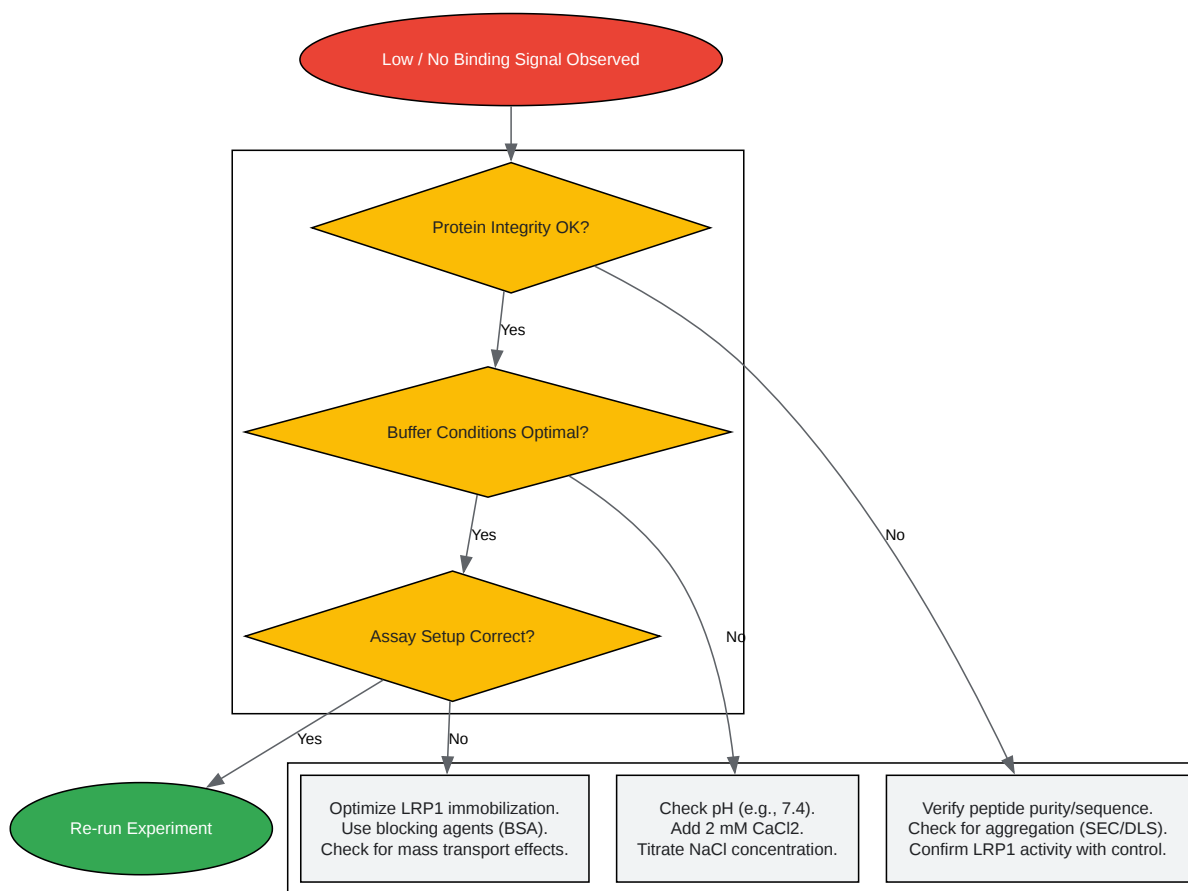 Low / No Binding Signal Observed
Protein Integrity OK?
Yes
Buffer Conditions Optimal?
No
Yes
Assay Setup Correct?
No
Yes
No
Optimize LRP1 immobilization.
Use blocking agents (BSA).
Check for mass transport effects.
Check pH (e.g., 7.4).
Add 2 mM CaCl2.
Titrate NaCl concentration.
Verify peptide purity/sequence.
Check for aggregation (SEC/DLS).
Confirm LRP1 activity with control.
Re-run Experiment